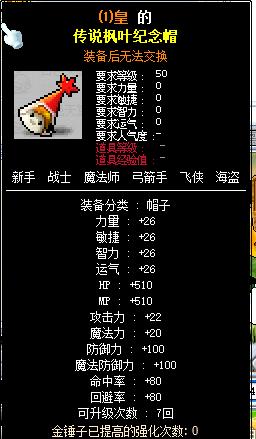 (1)皇 的
传说枫叶纪念帽
装备后无法交换
要求等级: 50
要求力量: 0
要求敏捷: 0
要求智力: 0
要求运气: 0
要求人气度: -
道具等级: -
道具经验值: -
新手 战士 魔法师 弓箭手 飞侠 海盗
装备分类 : 帽子
力量 : +26
敏捷 : +26
智力 : +26
运气 : +26
HP : +510
MP : +510
攻击力 : +22
魔法力 : +20
防御力 : +100
魔法防御力 : +100
命中率 : +80
回避率 : +80
可升级次数 : 7回
金锤子已提高的强化次数: 0